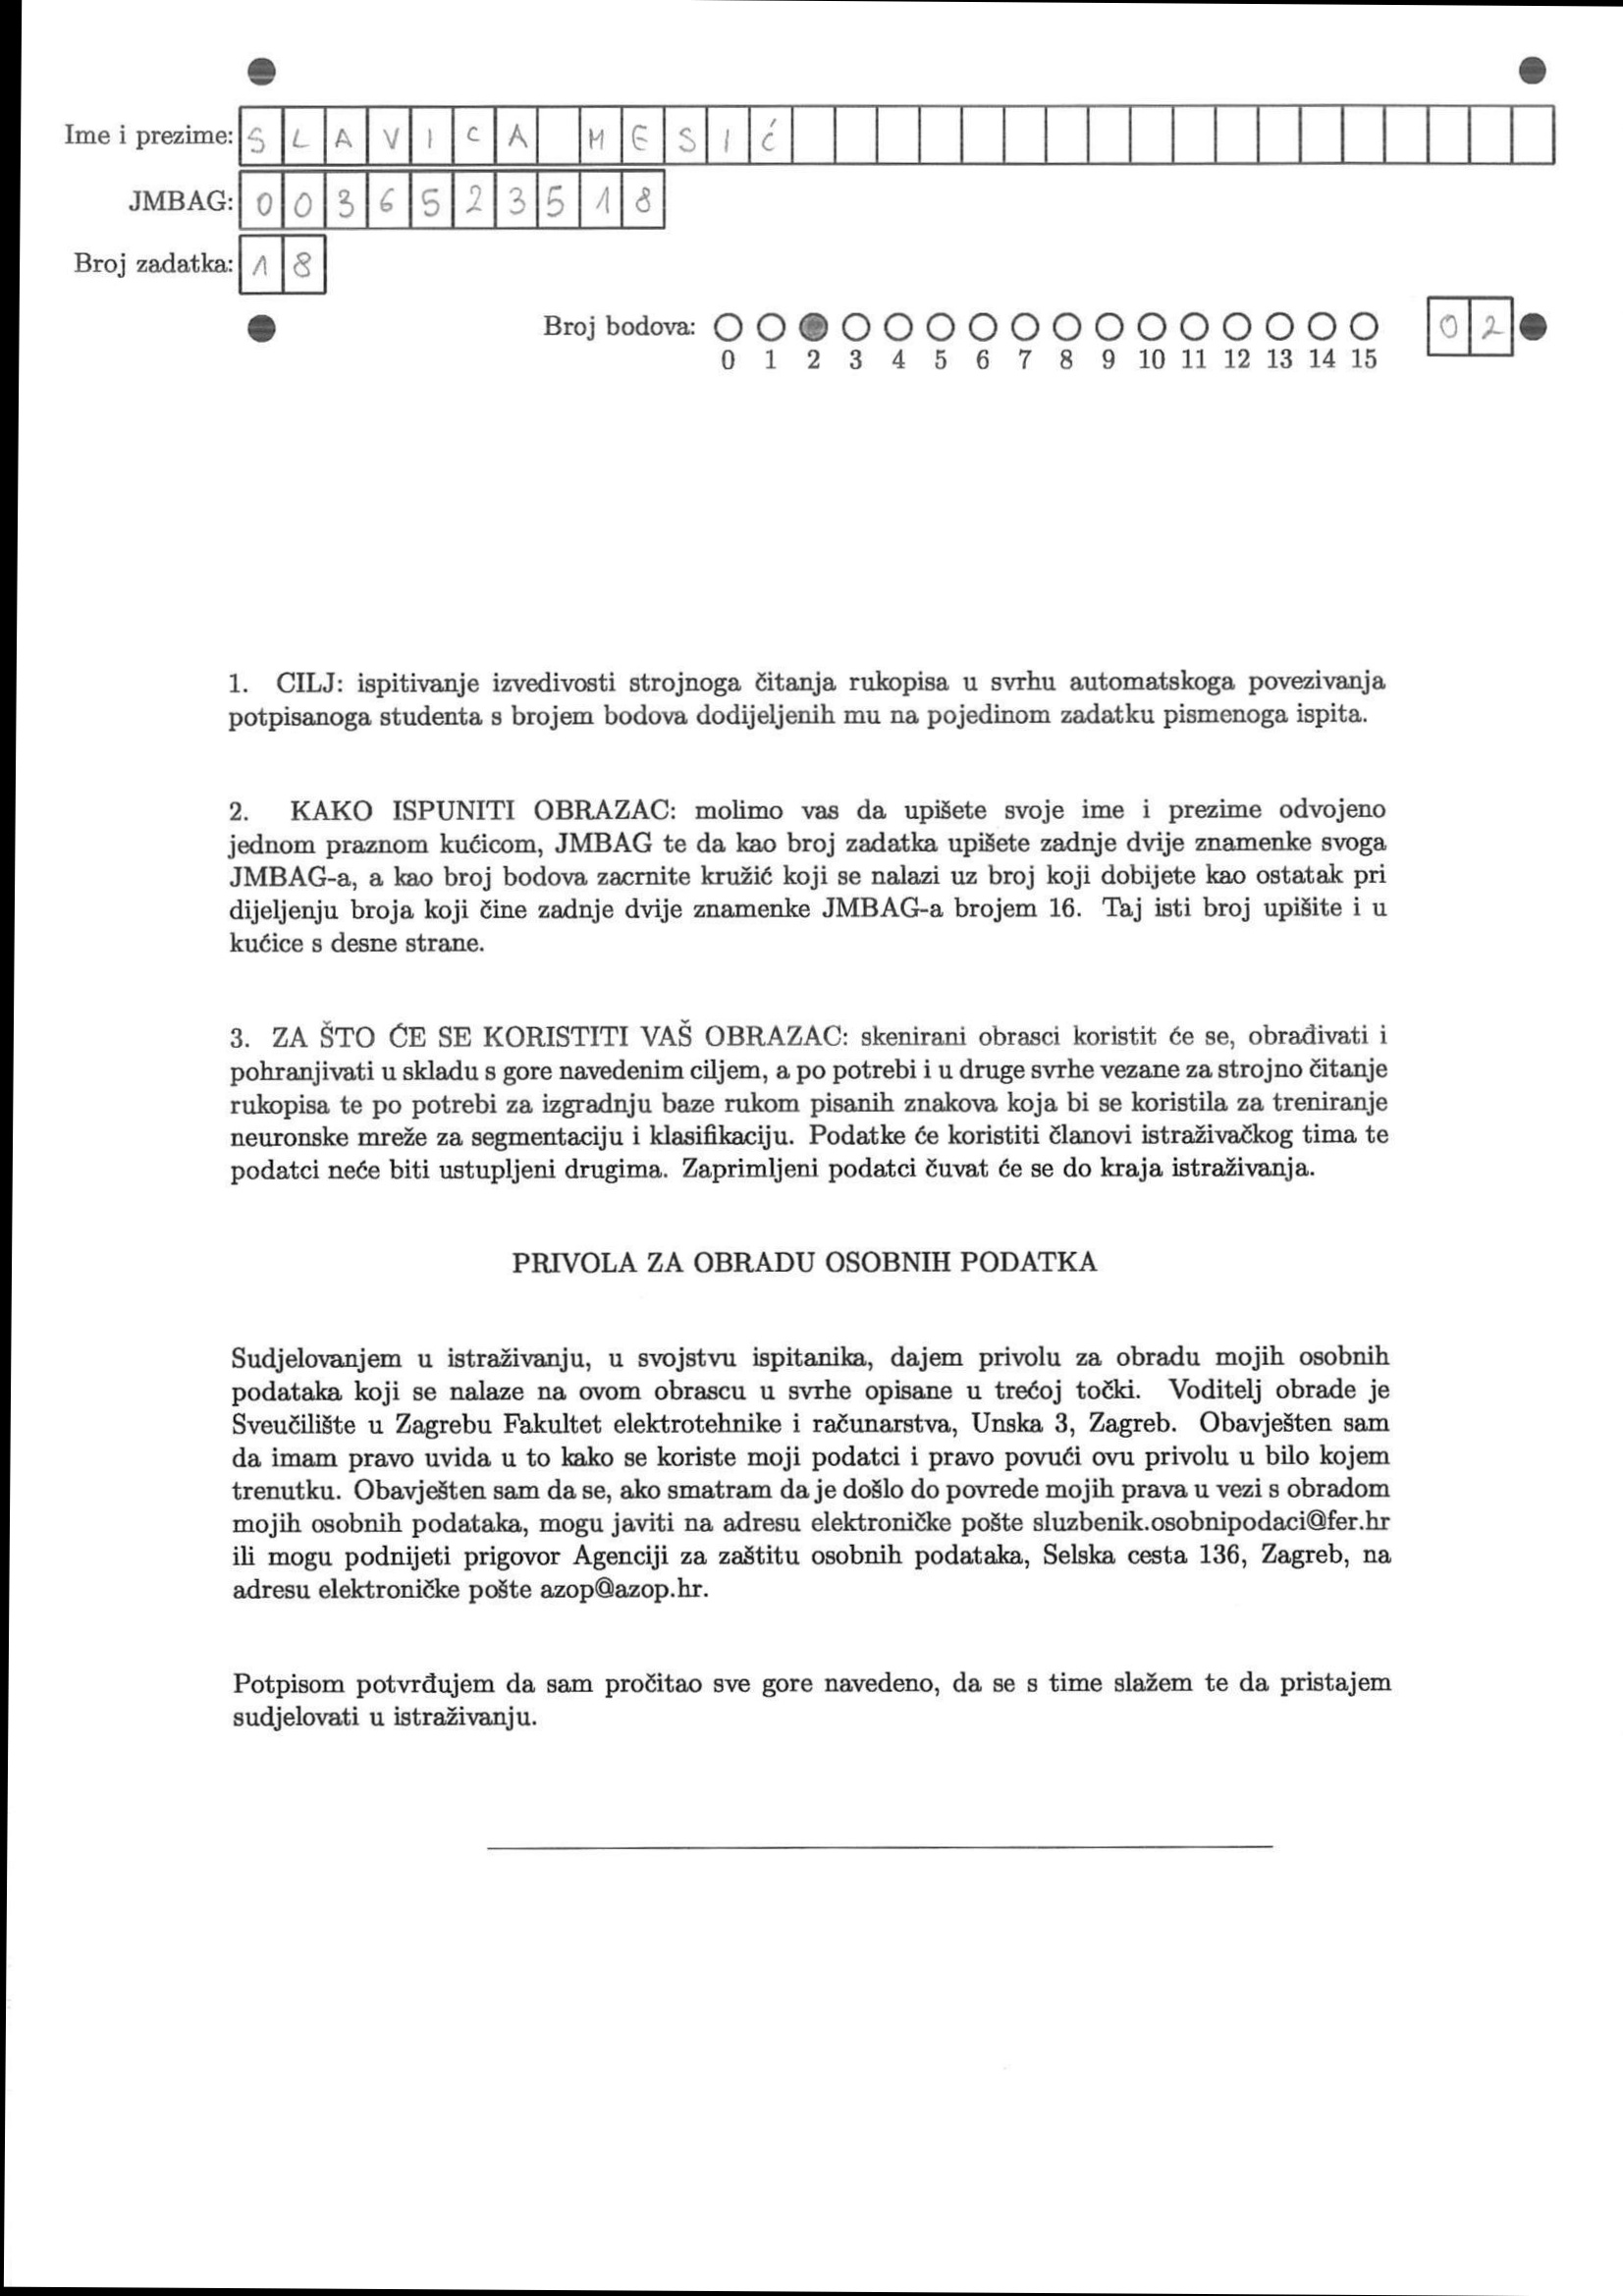 Ime i prezime: SLAVICA MESIĆ
JMBAG: 0036523518
Broj zadatka: 18
Broj bodova: 02
0 1 2 3 4 5 6 7 8 9 10 11 12 13 14 15
1. CILJ: ispitivanje izvedivosti strojnoga čitanja rukopisa u svrhu automatskoga povezivanja
potpisanoga studenta s brojem bodova dodijeljenih mu na pojedinom zadatku pismenoga ispita.
2. KAKO ISPUNITI OBRAZAC: molimo vas da upišete svoje ime i prezime odvojeno
jednom praznom kućicom, JMBAG te da kao broj zadatka upišete zadnje dvije znamenke svoga
JMBAG-a, a kao broj bodova zacrnite kružić koji se nalazi uz broj koji dobijete kao ostatak pri
dijeljenju broja koji čine zadnje dvije znamenke JMBAG-a brojem 16. Taj isti broj upišite i u
kućice s desne strane.
3. ZA ŠTO ĆE SE KORISTITI VAŠ OBRAZAC: skenirani obrasci koristit će se, obrađivati i
pohranjivati u skladu s gore navedenim ciljem, a po potrebi i u druge svrhe vezane za strojno čitanje
rukopisa te po potrebi za izgradnju baze rukom pisanih znakova koja bi se koristila za treniranje
neuronske mreže za segmentaciju i klasifikaciju. Podatke će koristiti članovi istraživačkog tima te
podatci neće biti ustupljeni drugima. Zaprimljeni podatci čuvat će se do kraja istraživanja.
PRIVOLA ZA OBRADU OSOBNIH PODATKA
Sudjelovanjem u istraživanju, u svojstvu ispitanika, dajem privolu za obradu mojih osobnih
podataka koji se nalaze na ovom obrascu u svrhe opisane u trećoj točki. Voditelj obrade je
Sveučilište u Zagrebu Fakultet elektrotehnike i računarstva, Unska 3, Zagreb. Obavješten sam
da imam pravo uvida u to kako se koriste moji podatci i pravo povući ovu privolu u bilo kojem
trenutku. Obavješten sam da se, ako smatram da je došlo do povrede mojih prava u vezi s obradom
mojih osobnih podataka, mogu javiti na adresu elektroničke pošte sluzbenik.osobnipodaci@fer.hr
ili mogu podnijeti prigovor Agenciji za zaštitu osobnih podataka, Selska cesta 136, Zagreb, na
adresu elektroničke pošte azop@azop.hr.
Potpisom potvrđujem da sam pročitao sve gore navedeno, da se s time slažem te da pristajem
sudjelovati u istraživanju.